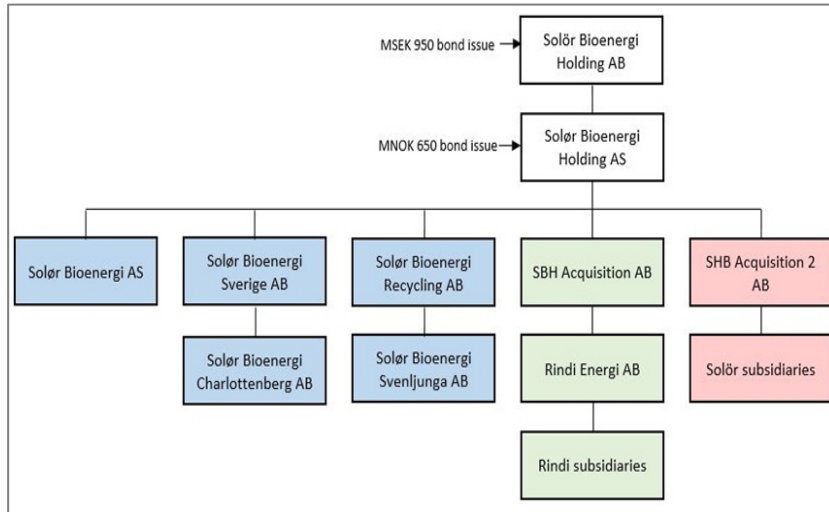 MSEK 950 bond issue
Solör Bioenergi
Holding AB
MNOK 650 bond issue
Solør Bioenergi
Holding AS
Solør Bioenergi AS
Solør Bioenergi
Sverige AB
Solør Bioenergi
Recycling AB
SBH Acquisition AB
SHB Acquisition 2
AB
Solør Bioenergi
Charlottenberg AB
Solør Bioenergi
Svenljunga AB
Rindi Energi AB
Solör subsidiaries
Rindi subsidiaries